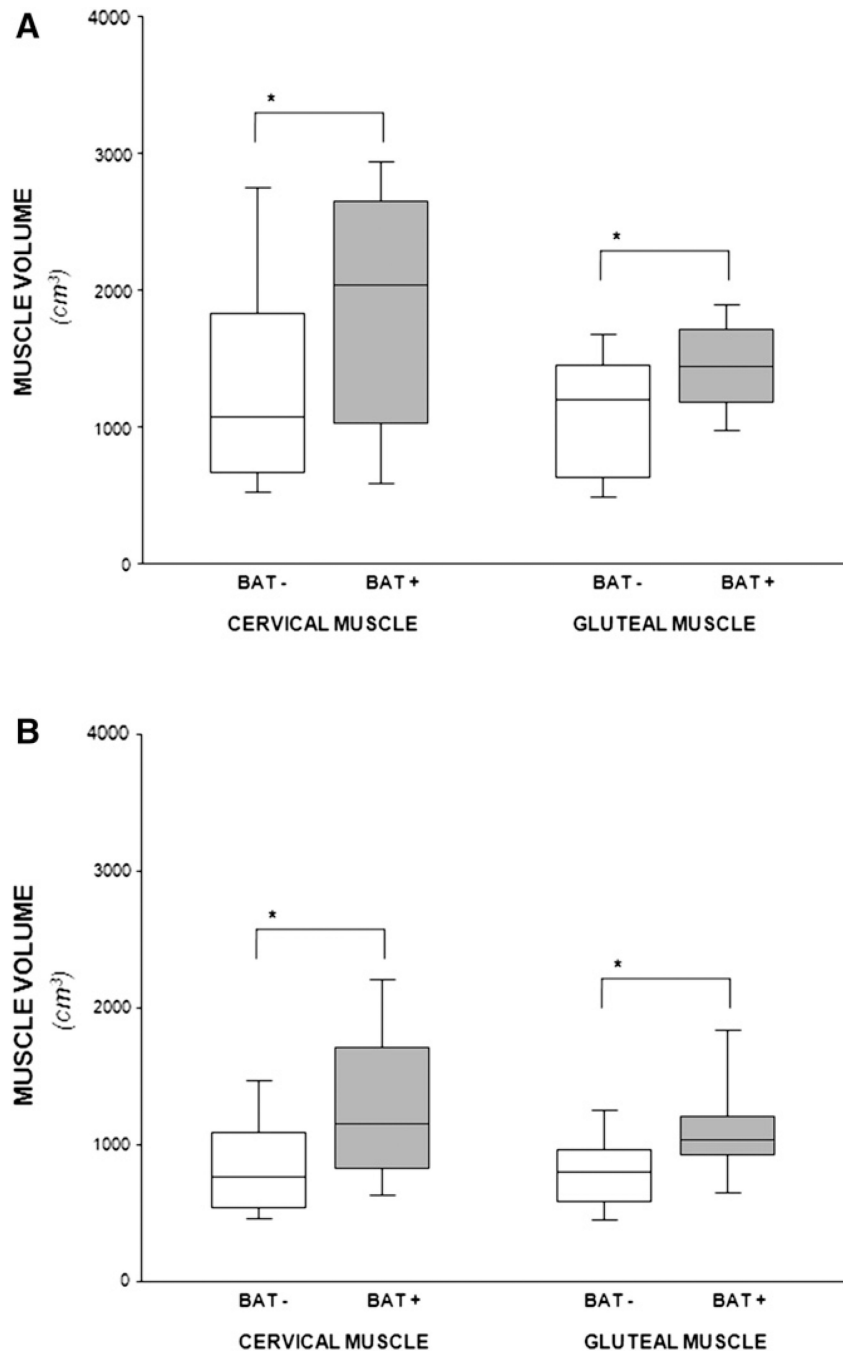 A
4000
3000
2000
1000
0
MUSCLE VOLUME
(cm³)
*
*
BAT - BAT + BAT - BAT +
CERVICAL MUSCLE GLUTEAL MUSCLE
B
4000
3000
2000
1000
0
MUSCLE VOLUME
(cm³)
*
*
BAT - BAT + BAT - BAT +
CERVICAL MUSCLE GLUTEAL MUSCLE